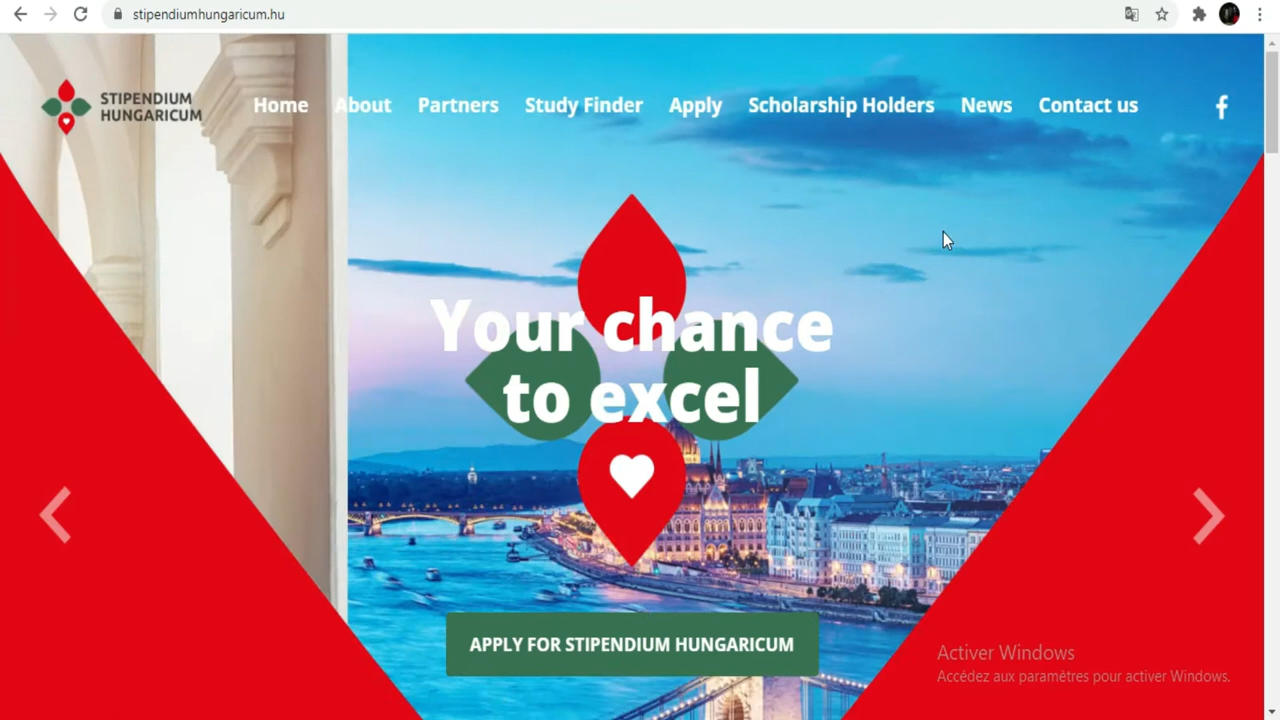 stipendiumhungaricum.hu
STIPENDIUM
HUNGARICUM
Home About Partners Study Finder Apply Scholarship Holders News Contact us
Your chance
to excel
APPLY FOR STIPENDIUM HUNGARICUM
Activer Windows
Accédez aux paramètres pour activer Windows.